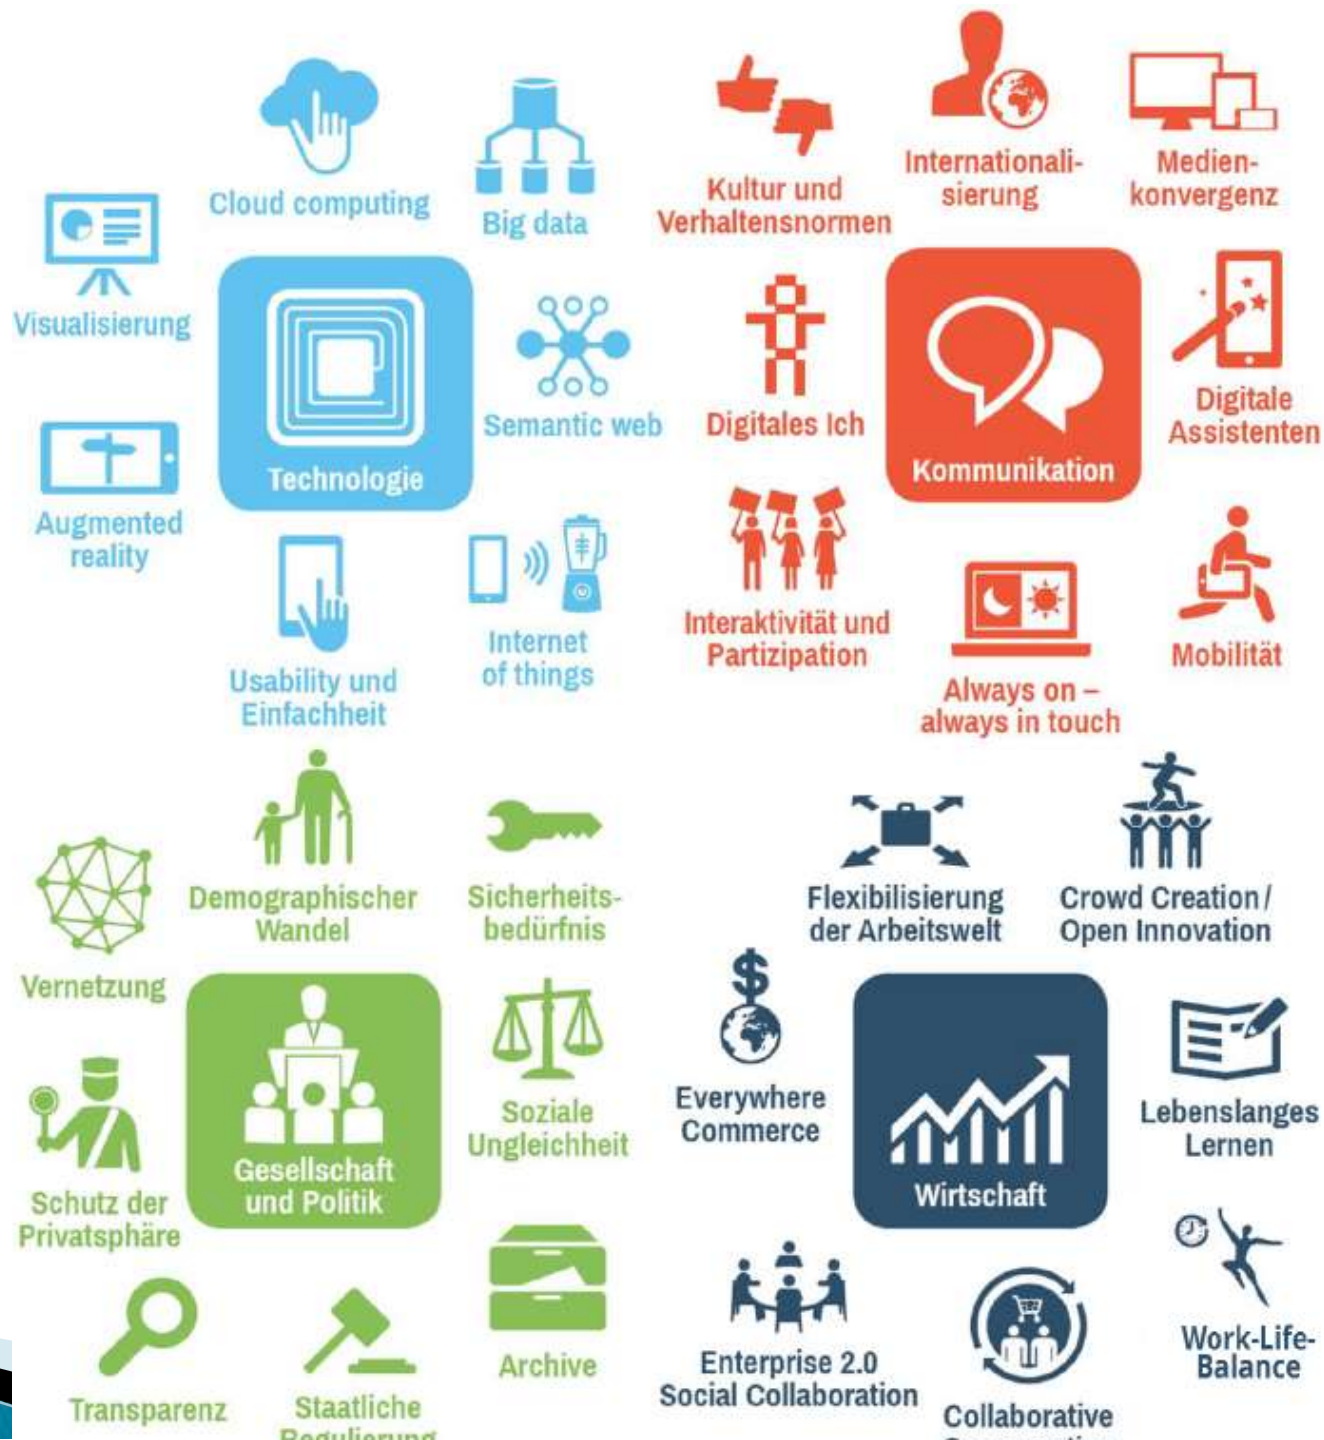 Cloud computing
Big data
Visualisierung
Semantic web
Technologie
Augmented
reality
Internet
of things
Usability und
Einfachheit
Kultur und
Verhaltensnormen
Internationali-
sierung
Medien-
konvergenz
Digitales Ich
Digitale
Assistenten
Kommunikation
Interaktivität und
Partizipation
Mobilität
Always on –
always in touch
Demographischer
Wandel
Sicherheits-
bedürfnis
Vernetzung
Soziale
Ungleichheit
Gesellschaft
und Politik
Schutz der
Privatsphäre
Archive
Transparenz
Staatliche
Regulierung
Flexibilisierung
der Arbeitswelt
Crowd Creation /
Open Innovation
$
Everywhere
Commerce
Lebenslanges
Lernen
Wirtschaft
Work-Life-
Balance
Enterprise 2.0
Social Collaboration
Collaborative